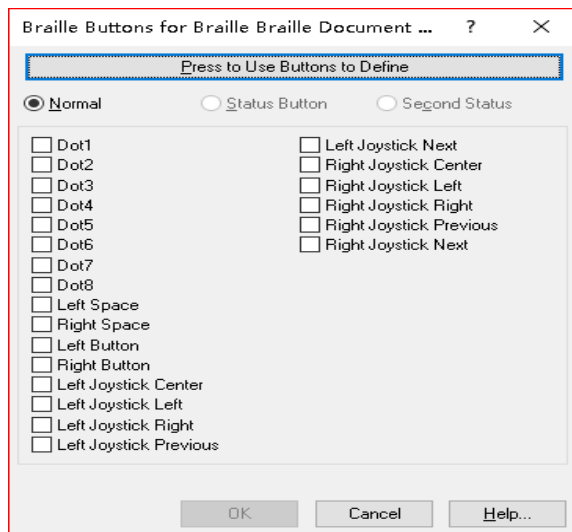 Braille Buttons for Braille Braille Document ...
?
Press to Use Buttons to Define
Normal
Status Button
Second Status
Dot1
Dot2
Dot3
Dot4
Dot5
Dot6
Dot7
Dot8
Left Space
Right Space
Left Button
Right Button
Left Joystick Center
Left Joystick Left
Left Joystick Right
Left Joystick Previous
Left Joystick Next
Right Joystick Center
Right Joystick Left
Right Joystick Right
Right Joystick Previous
Right Joystick Next
OK
Cancel
Help...